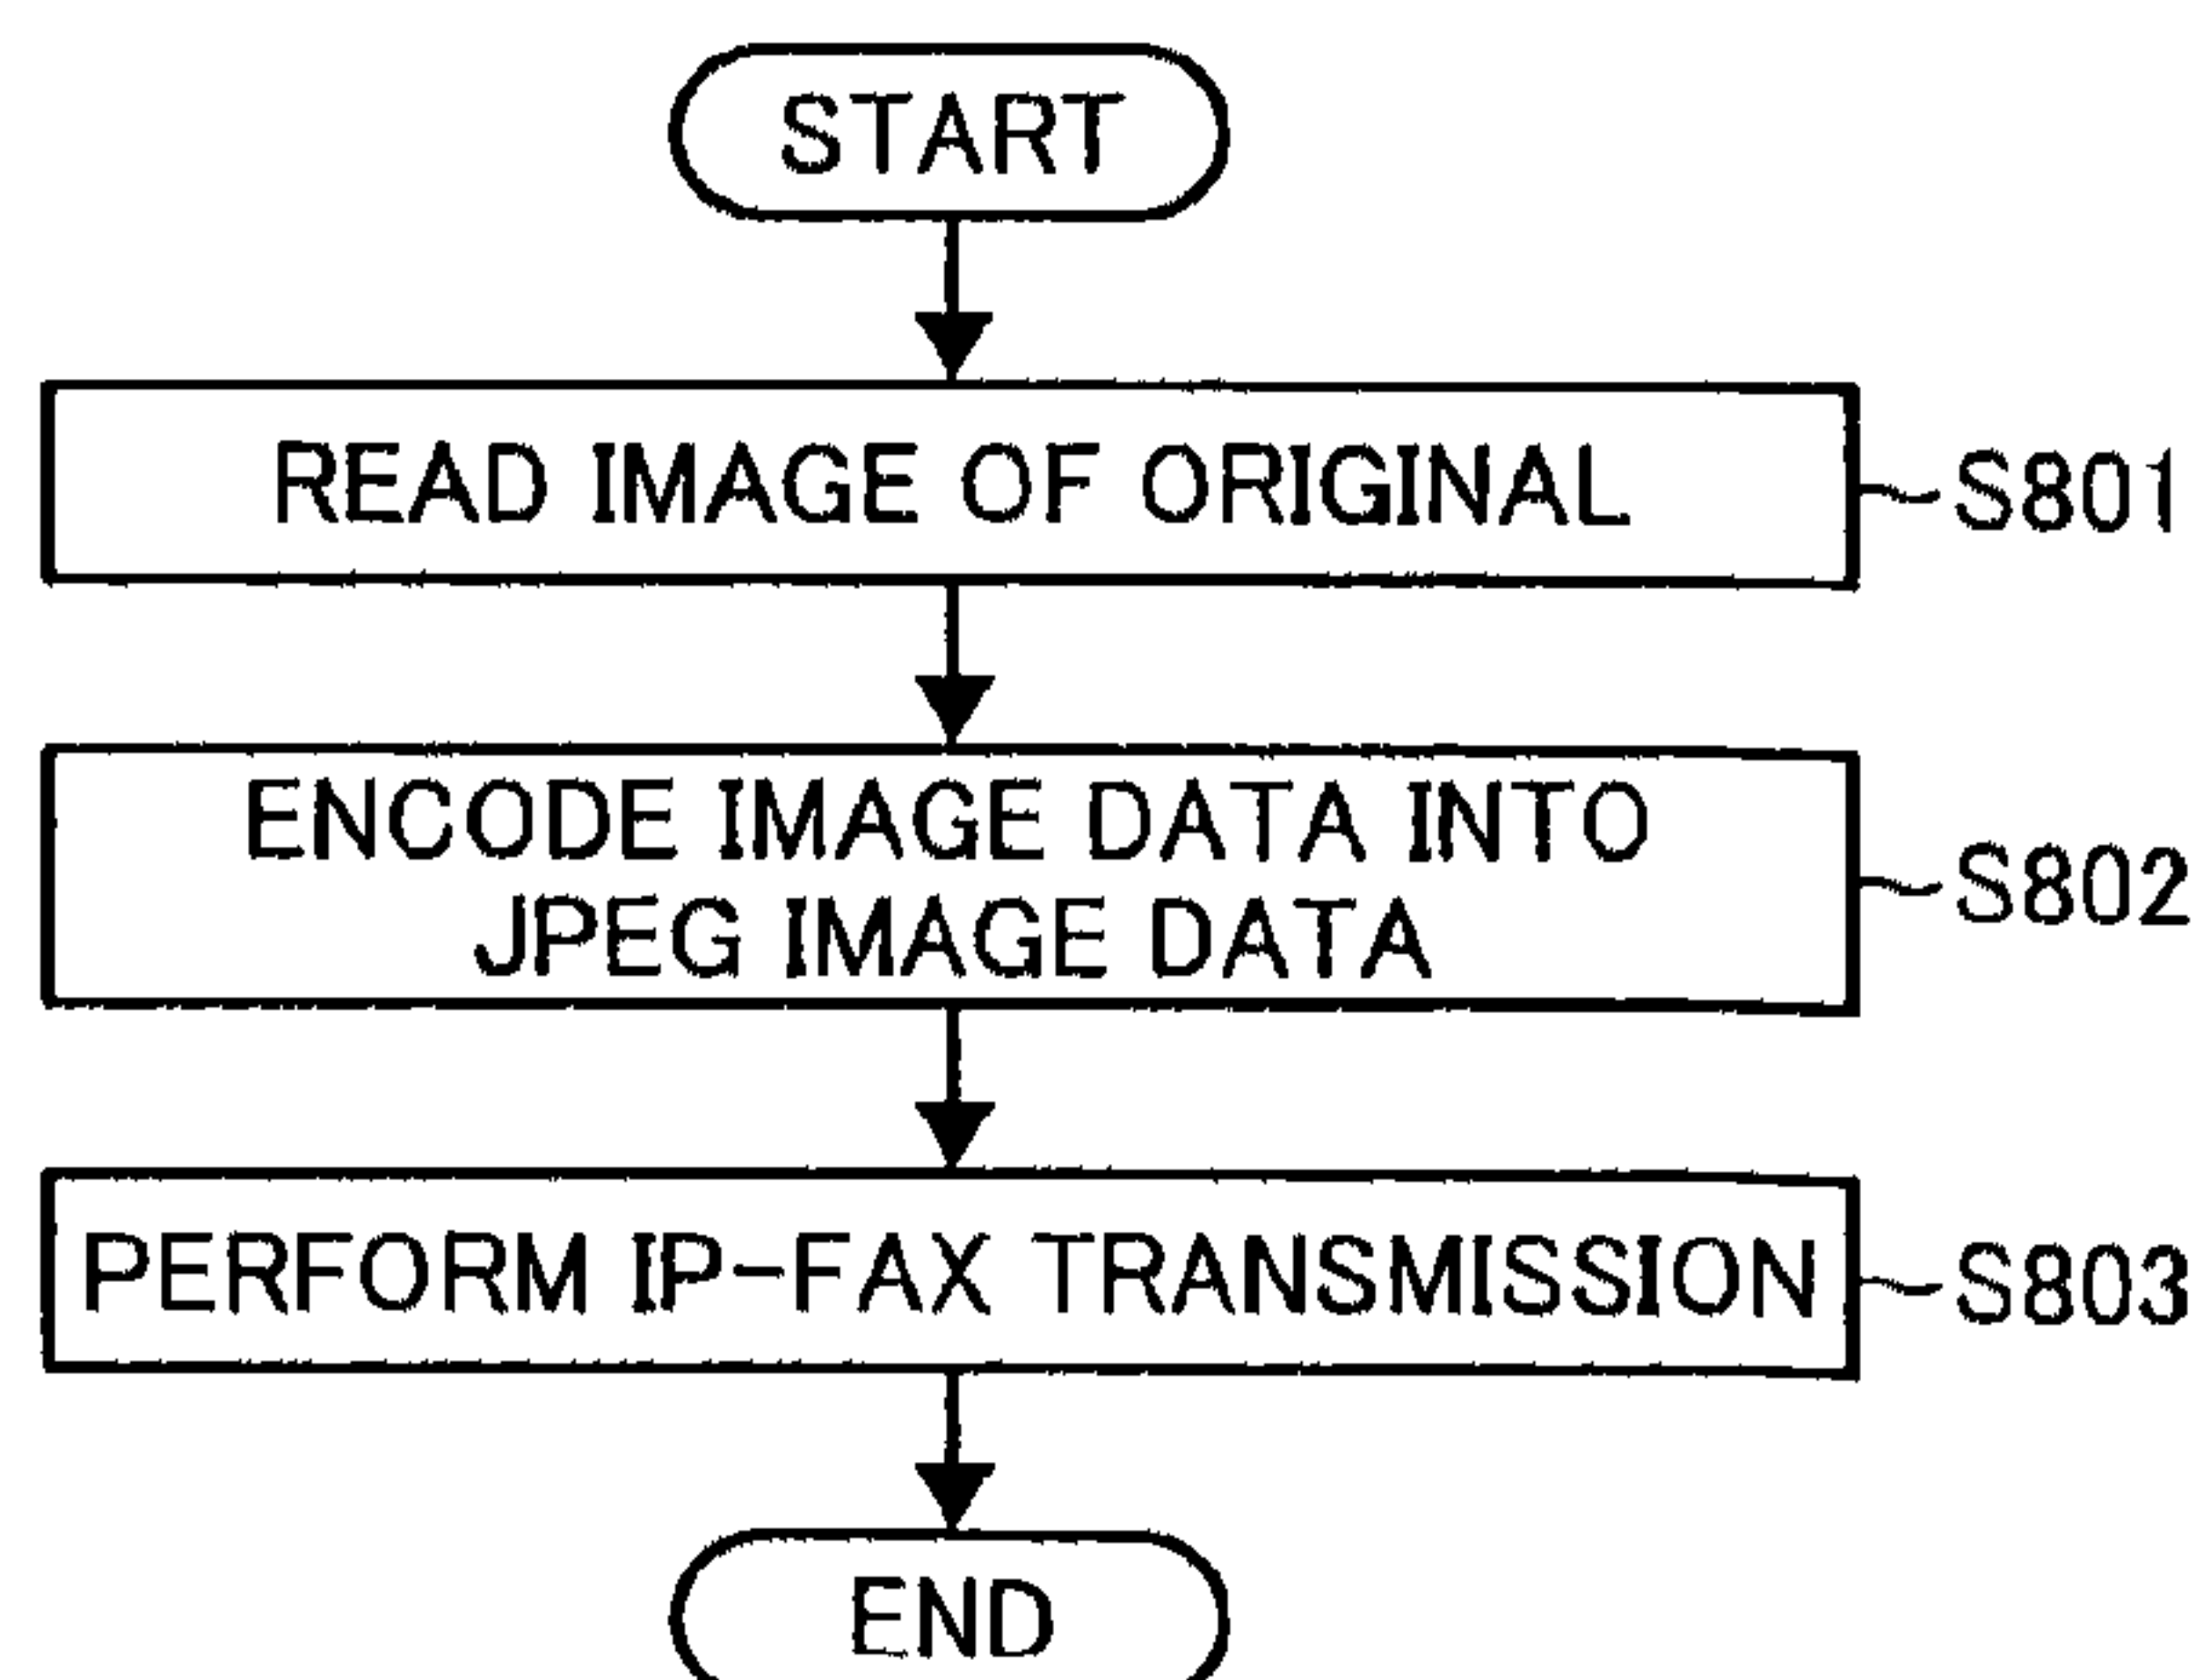 START
READ IMAGE OF ORIGINAL
S801
ENCODE IMAGE DATA INTO
JPEG IMAGE DATA
S802
PERFORM IP-FAX TRANSMISSION
S803
END